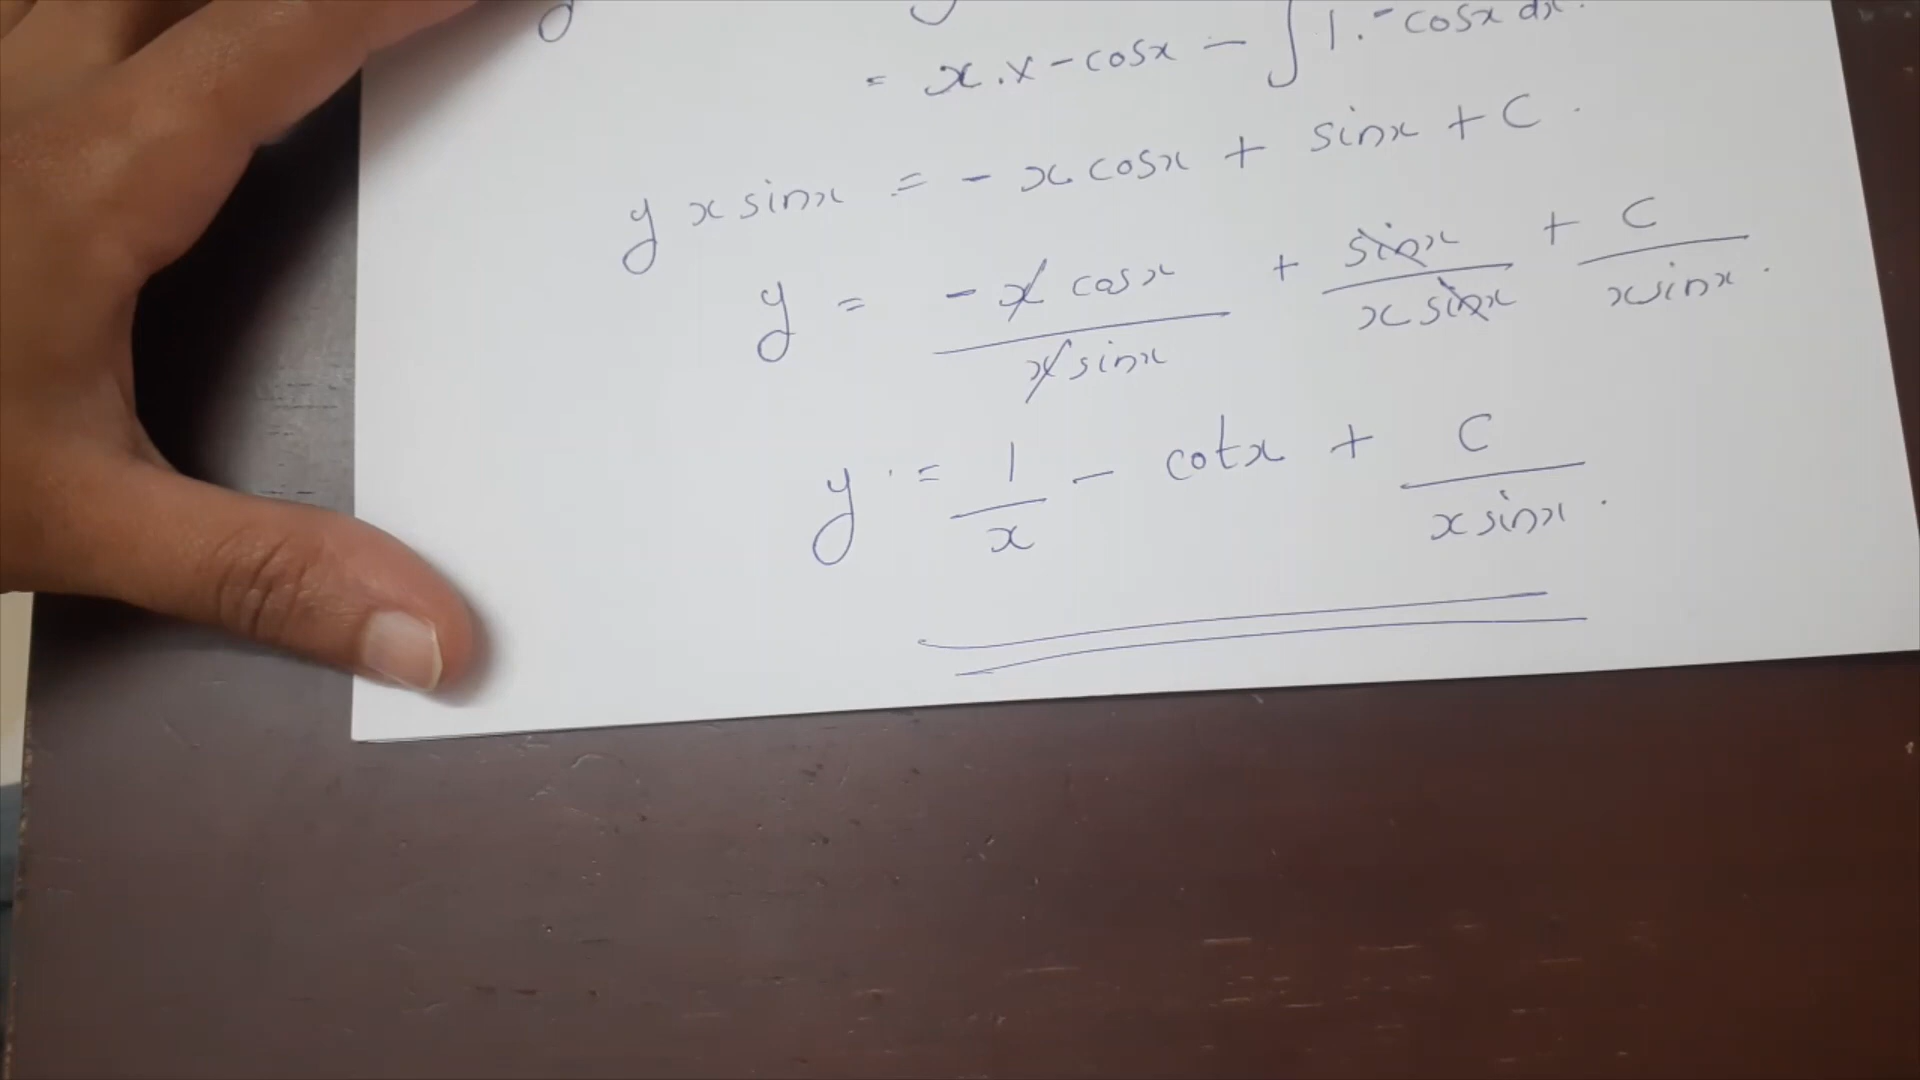 = x . x - cosx - ∫ 1 . - cosx dx .
y x sinx = - x cosx + sinx + C .
y = - x cosx / x sinx + sinx / x sinx + C / x sinx .
y = 1 / x - cotx + C / x sinx .